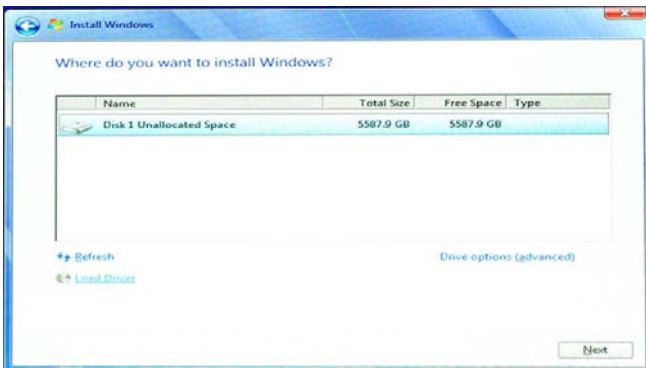 Install Windows
Where do you want to install Windows?
Name Total Size Free Space Type
Disk 1 Unallocated Space 5587.9 GB 5587.9 GB
Refresh Drive options (advanced)
Load Driver
Next